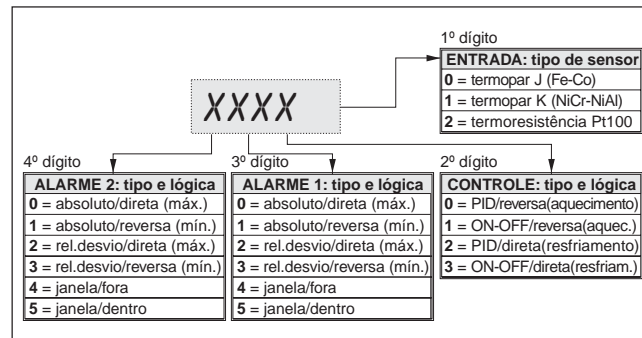 1º dígito
ENTRADA: tipo de sensor
0 = termopar J (Fe-Co)
1 = termopar K (NiCr-NiAl)
2 = termoresistência Pt100
XXXX
4º dígito
ALARME 2: tipo e lógica
0 = absoluto/direta (máx.)
1 = absoluto/reversa (mín.)
2 = rel.desvio/direta (máx.)
3 = rel.desvio/reversa (mín.)
4 = janela/fora
5 = janela/dentro
3º dígito
ALARME 1: tipo e lógica
0 = absoluto/direta (máx.)
1 = absoluto/reversa (mín.)
2 = rel.desvio/direta (máx.)
3 = rel.desvio/reversa (mín.)
4 = janela/fora
5 = janela/dentro
2º dígito
CONTROLE: tipo e lógica
0 = PID/reversa(aquecimento)
1 = ON-OFF/reversa(aquec.)
2 = PID/direta(resfriamento)
3 = ON-OFF/direta(resfriam.)